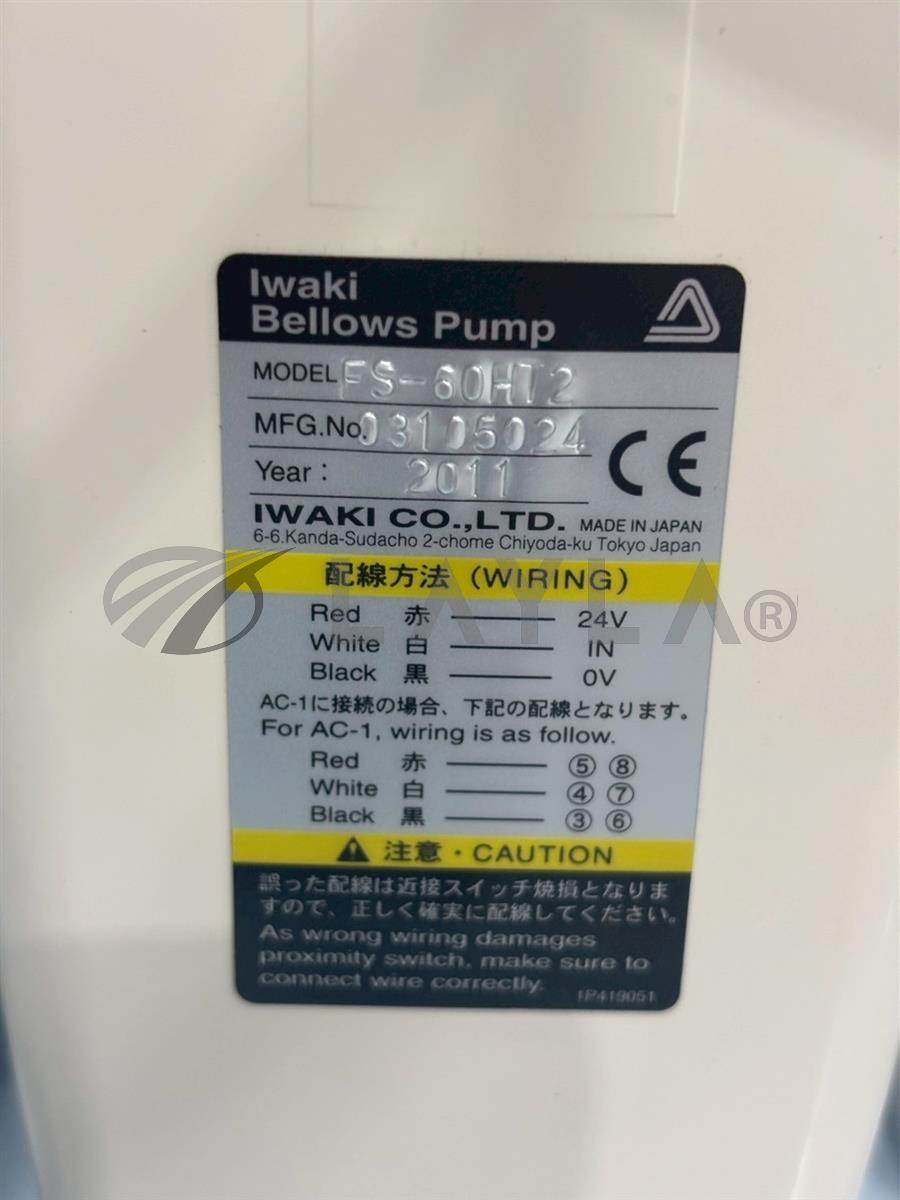 Iwaki
Bellows Pump
MODEL FS-60HT2
MFG.No. 03105024
Year : 2011
CE
IWAKI CO.,LTD. MADE IN JAPAN
6-6.Kanda-Sudacho 2-chome Chiyoda-ku Tokyo Japan
配線方法 (WIRING)
LAYLA®
Red 赤 24V
White 白 IN
Black 黒 0V
AC-1に接続の場合、下記の配線となります。
For AC-1, wiring is as follow.
Red 赤 ⑤ ⑧
White 白 ④ ⑦
Black 黒 ③ ⑥
注意・CAUTION
誤った配線は近接スイッチ焼損となりま
すので、正しく確実に配線してください。
As wrong wiring damages
proximity switch, make sure to
connect wire correctly.
1P419051